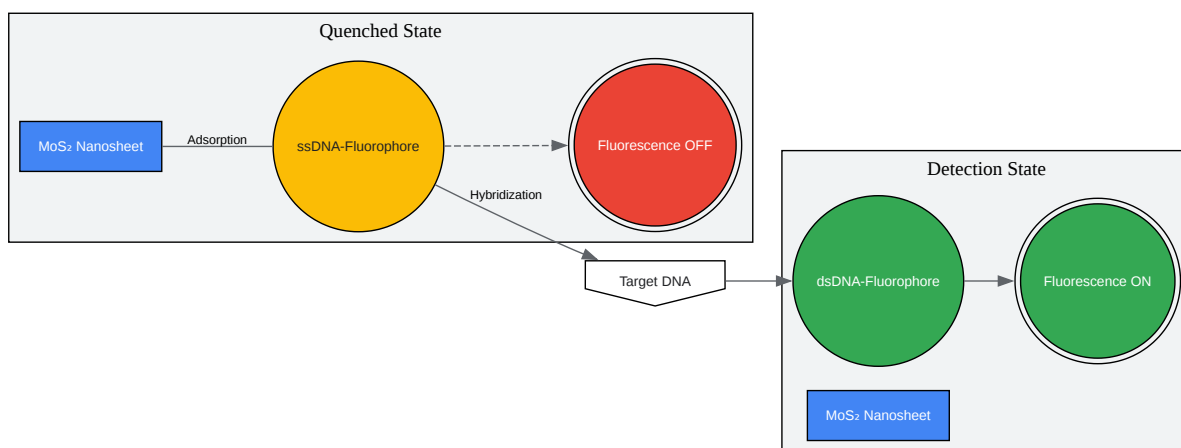 Quenched State
MoS₂ Nanosheet
Adsorption
ssDNA-Fluorophore
Fluorescence OFF
Hybridization
Target DNA
Detection State
dsDNA-Fluorophore
Fluorescence ON
MoS₂ Nanosheet